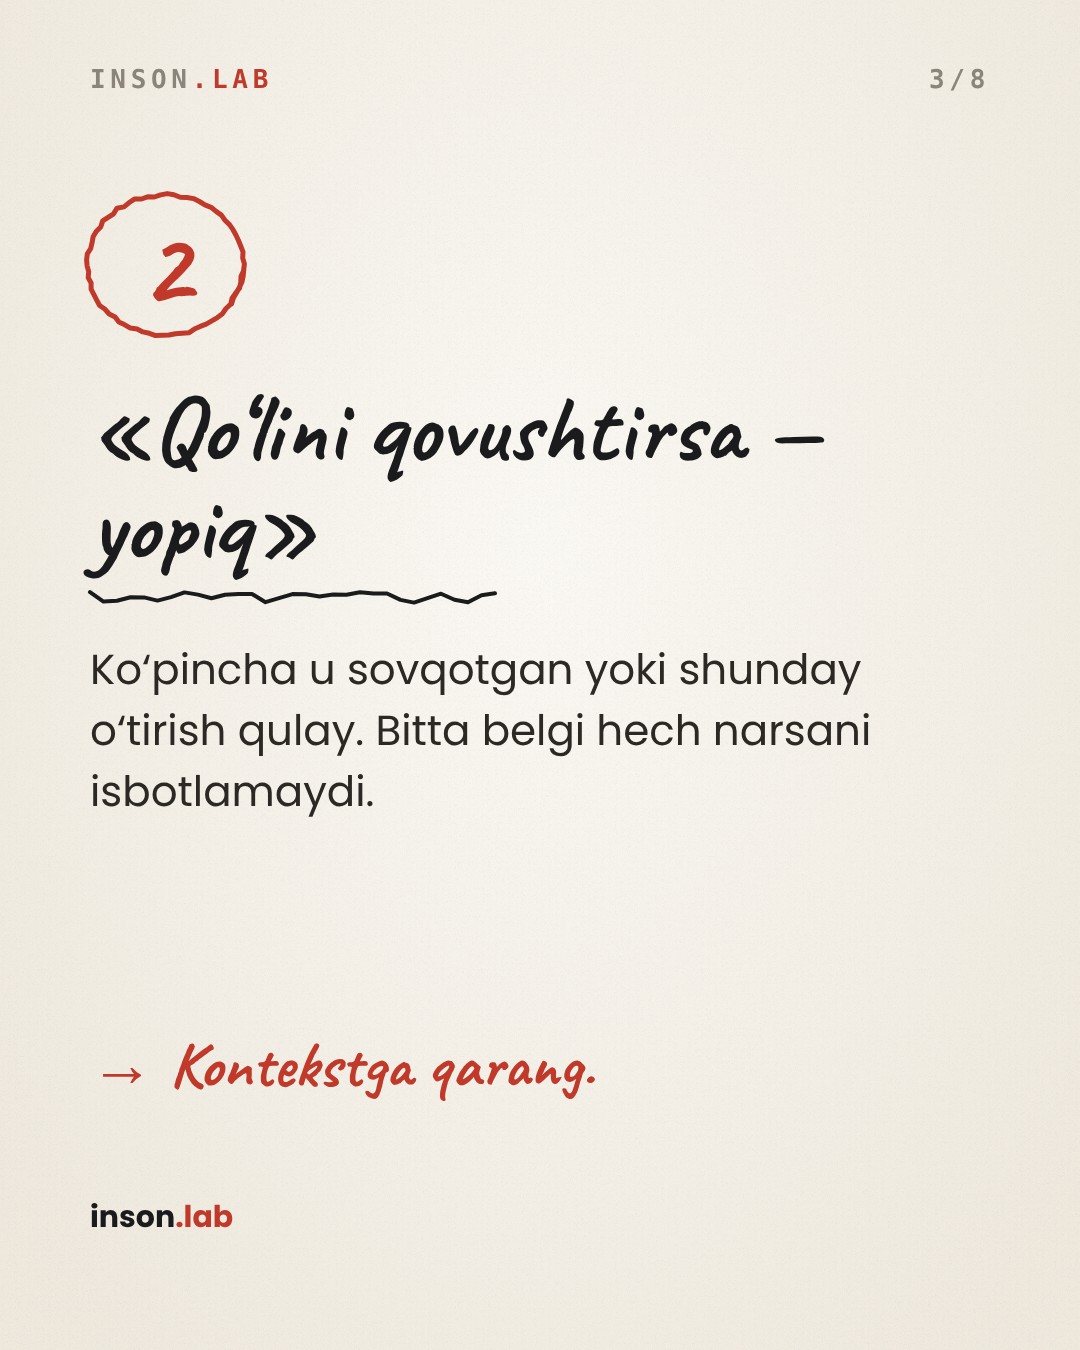 INSON.LAB
3/8
2
«Qo‘lini qovushtirsa –
yopiq»
Ko‘pincha u sovqotgan yoki shunday
o‘tirish qulay. Bitta belgi hech narsani
isbotlamaydi.
→ Kontekstga qarang.
inson.lab